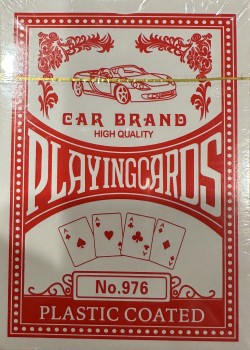 CAR BRAND
HIGH QUALITY
PLAYINGCARDS
A A A A
No.976
PLASTIC COATED